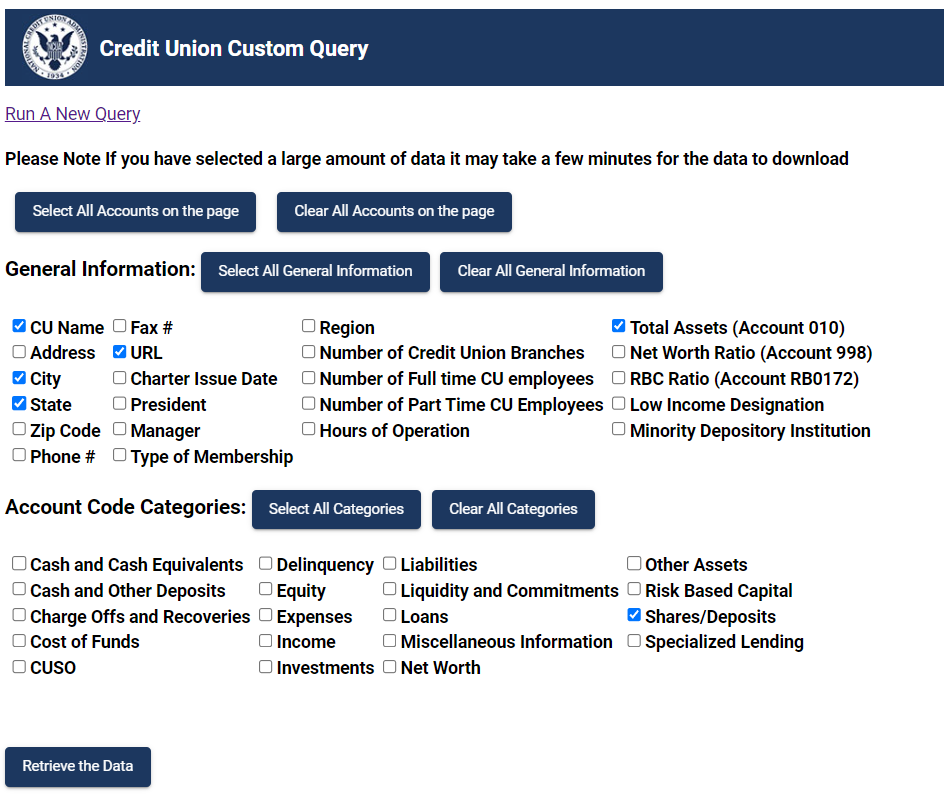 NATIONAL CREDIT UNION ADMINISTRATION
1934
Credit Union Custom Query
Run A New Query
Please Note If you have selected a large amount of data it may take a few minutes for the data to download
Select All Accounts on the page Clear All Accounts on the page
General Information: Select All General Information Clear All General Information
CU Name Fax # Region Total Assets (Account 010)
Address URL Number of Credit Union Branches Net Worth Ratio (Account 998)
City Charter Issue Date Number of Full time CU employees RBC Ratio (Account RB0172)
State President Number of Part Time CU Employees Low Income Designation
Zip Code Manager Hours of Operation Minority Depository Institution
Phone # Type of Membership
Account Code Categories: Select All Categories Clear All Categories
Cash and Cash Equivalents Delinquency Liabilities Other Assets
Cash and Other Deposits Equity Liquidity and Commitments Risk Based Capital
Charge Offs and Recoveries Expenses Loans Shares/Deposits
Cost of Funds Income Miscellaneous Information Specialized Lending
CUSO Investments Net Worth
Retrieve the Data